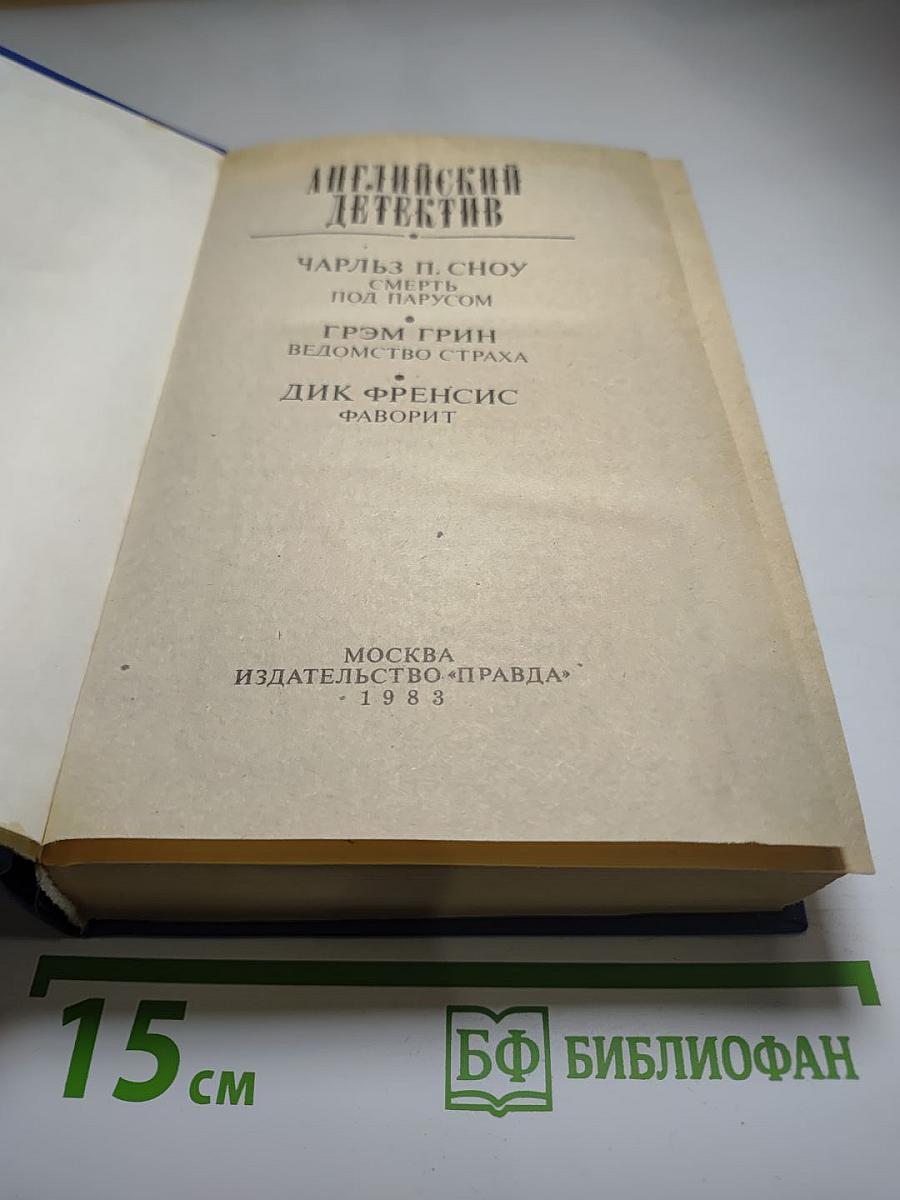 АНГЛИЙСКИЙ
ДЕТЕКТИВ
ЧАРЛЬЗ П. СНОУ
СМЕРТЬ
ПОД ПАРУСОМ
ГРЭМ ГРИН
ВЕДОМСТВО СТРАХА
ДИК ФРЕНСИС
ФАВОРИТ
МОСКВА
ИЗДАТЕЛЬСТВО «ПРАВДА»
1983
15 см
БФ БИБЛИОФАН